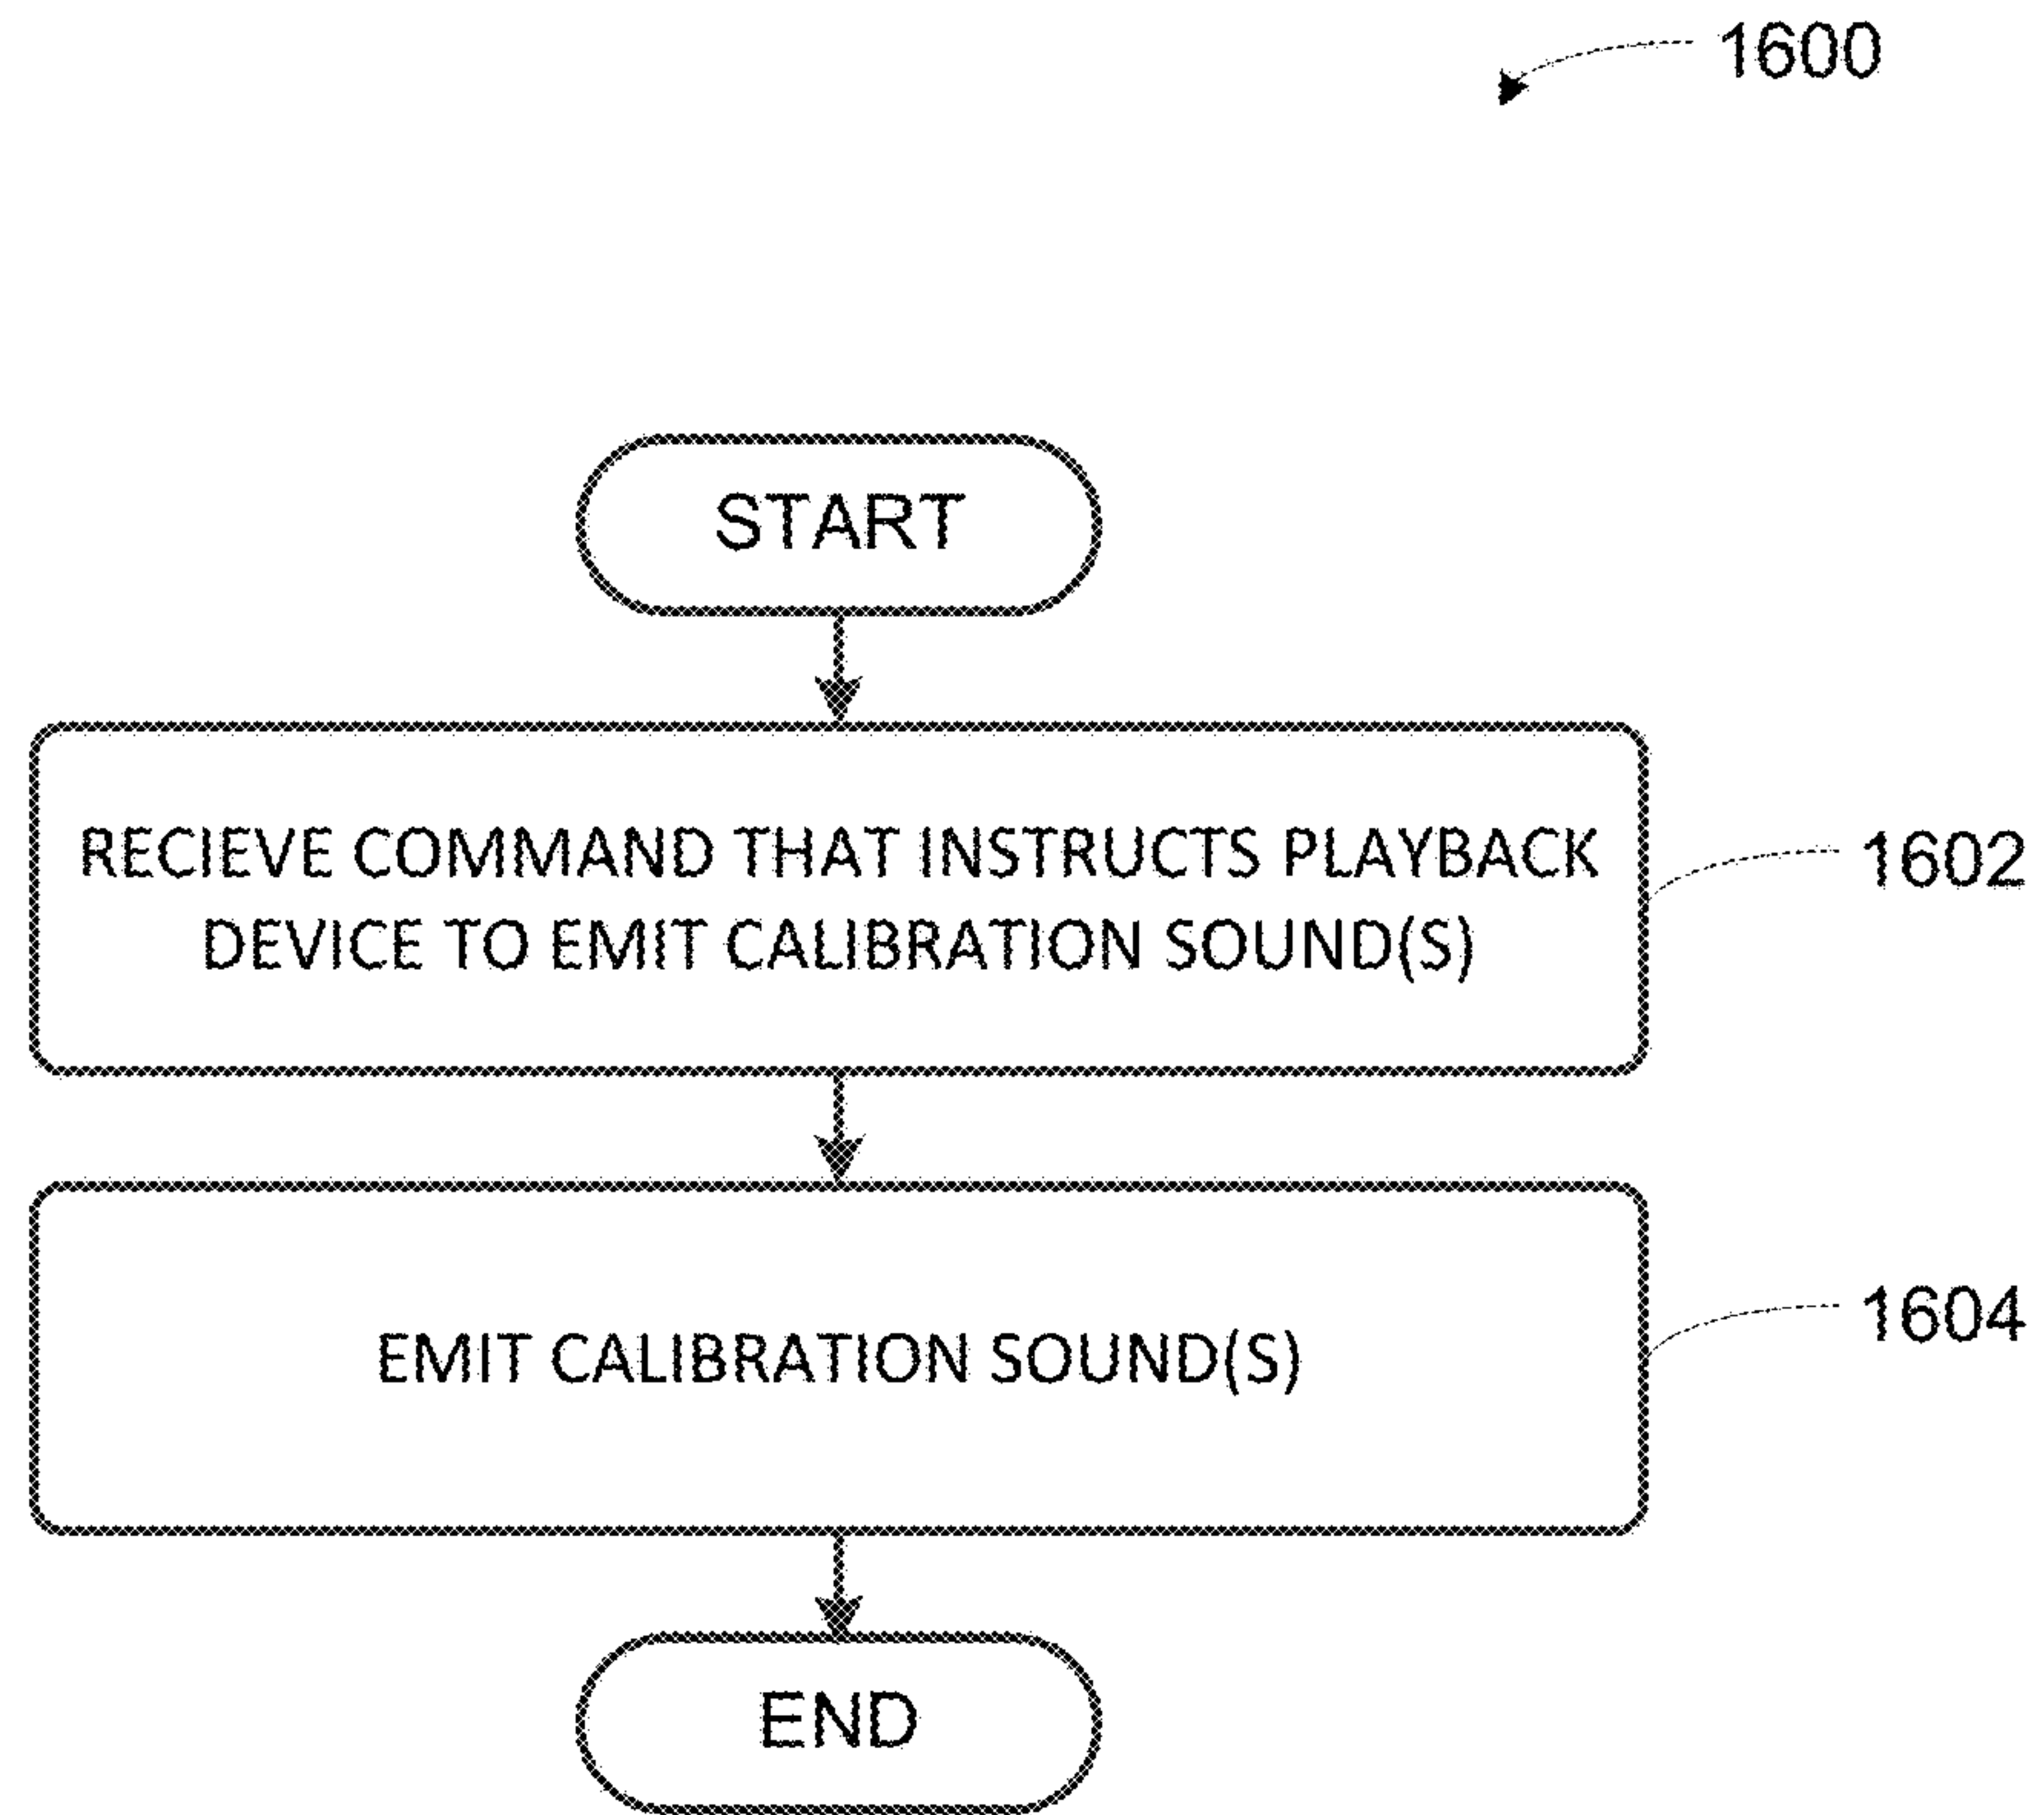 1600
START
RECIEVE COMMAND THAT INSTRUCTS PLAYBACK
DEVICE TO EMIT CALIBRATION SOUND(S)
1602
EMIT CALIBRATION SOUND(S)
1604
END